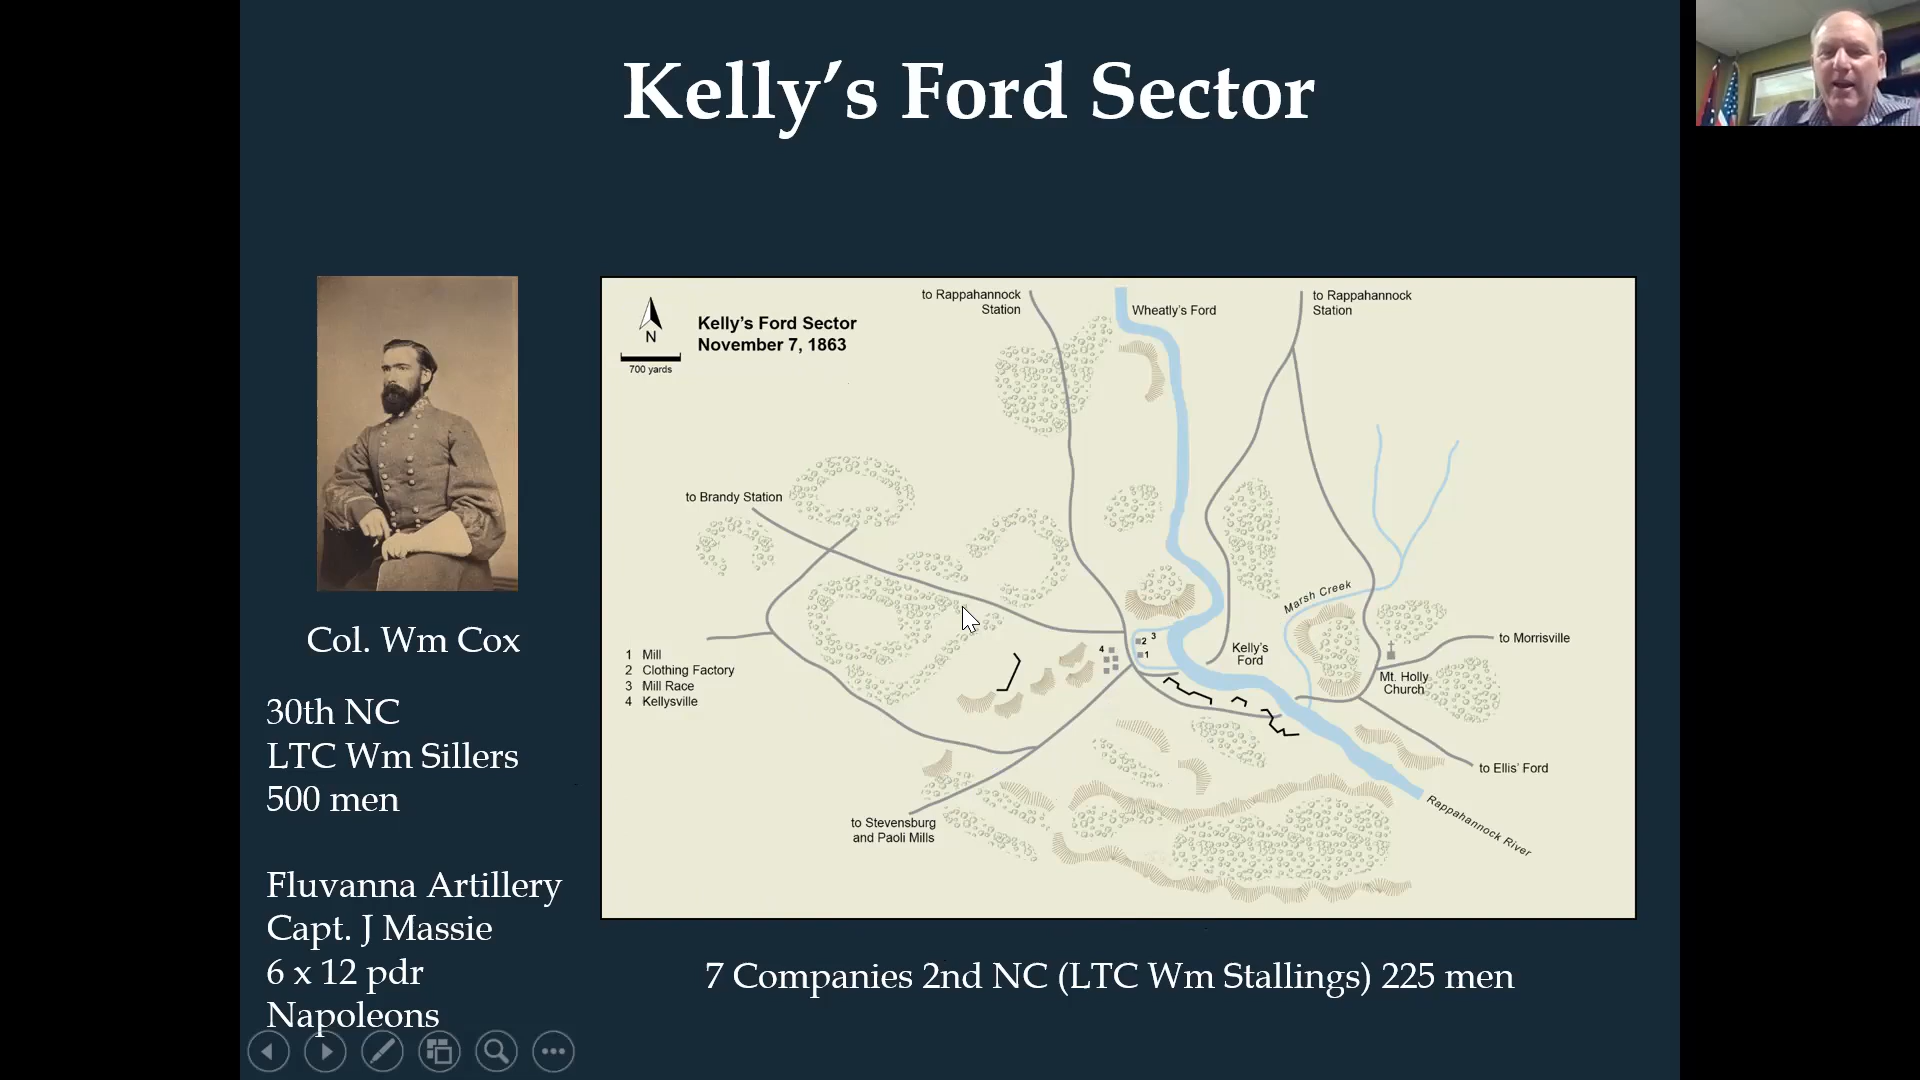 Kelly's Ford Sector
Col. Wm Cox
30th NC
LTC Wm Sillers
500 men
Fluvanna Artillery
Capt. J Massie
6 x 12 pdr
Napoleons
N
700 yards
Kelly's Ford Sector
November 7, 1863
to Rappahannock
Station
Wheatly's Ford
to Rappahannock
Station
to Brandy Station
Marsh Creek
to Morrisville
1 Mill
2 Clothing Factory
3 Mill Race
4 Kellysville
4
2
3
1
Kelly's
Ford
Mt. Holly
Church
to Ellis' Ford
to Stevensburg
and Paoli Mills
Rappahannock River
7 Companies 2nd NC (LTC Wm Stallings) 225 men